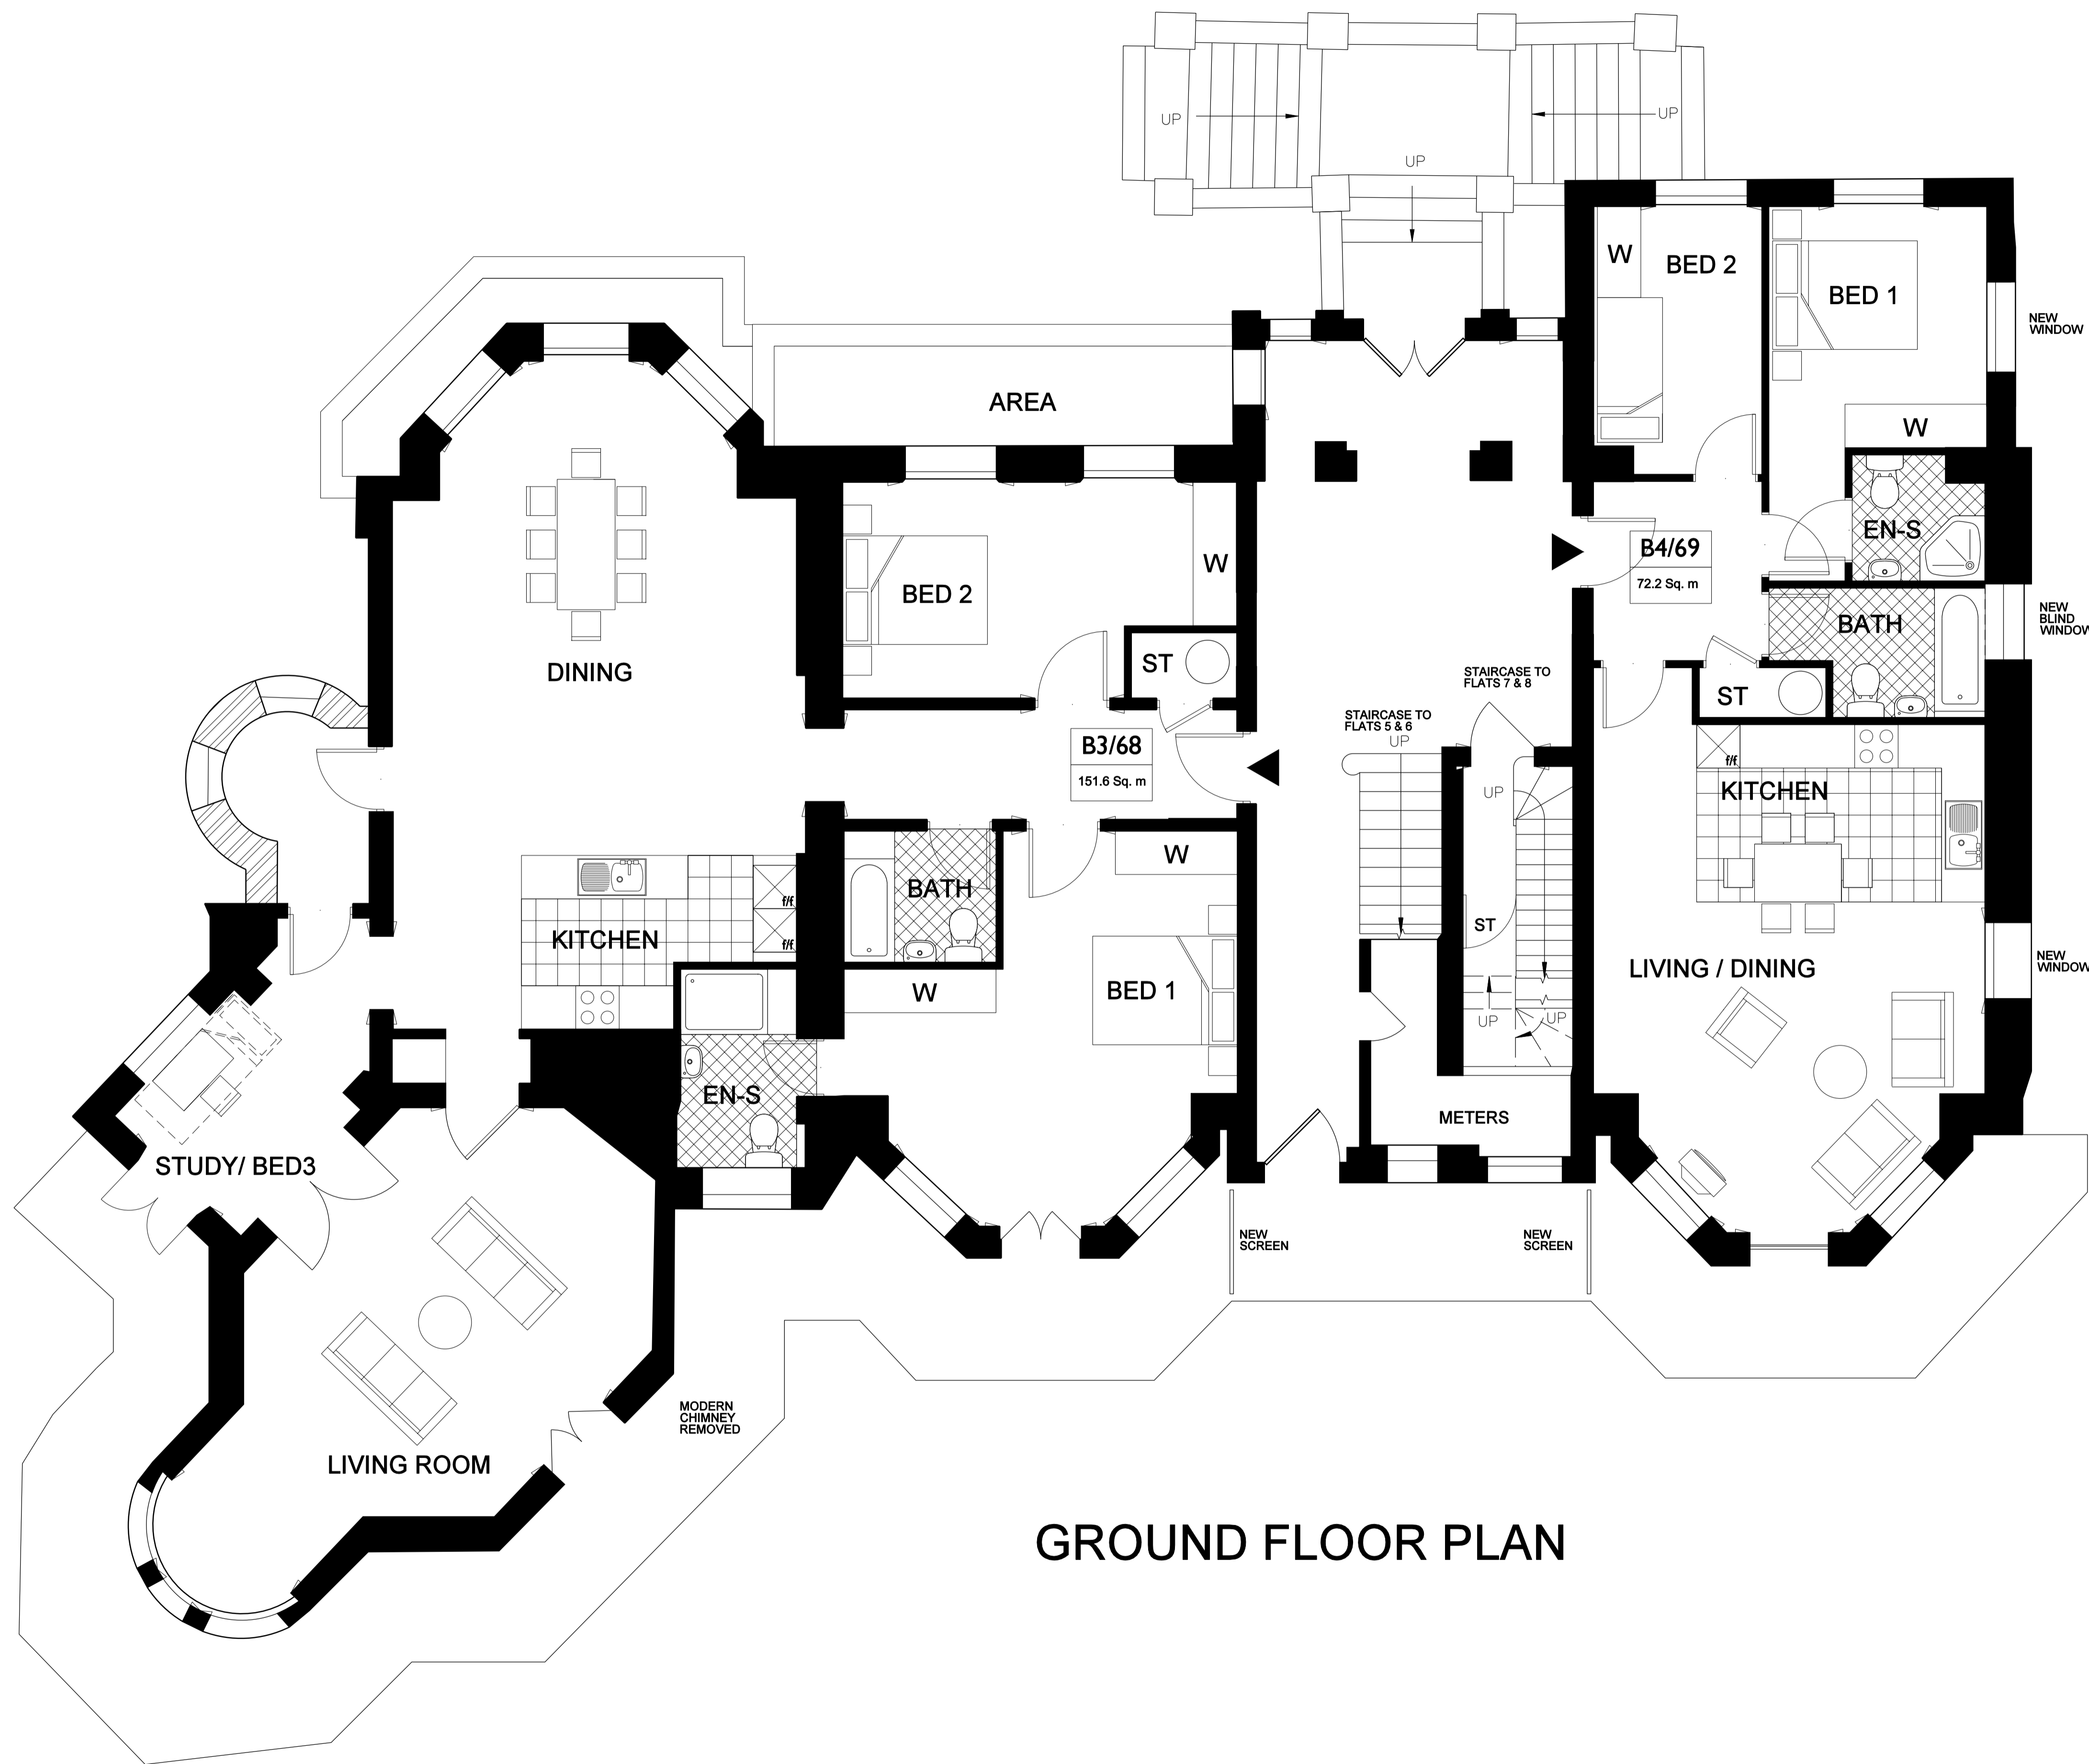 UP
UP
UP
W
BED 2
BED 1
NEW
WINDOW
AREA
W
EN-S
B4/69
72.2 Sq. m
W
BED 2
NEW
BLIND
WINDOW
BATH
ST
DINING
STAIRCASE TO
FLATS 7 & 8
ST
STAIRCASE TO
FLATS 5 & 6
UP
B3/68
151.6 Sq. m
f/f
KITCHEN
UP
W
BATH
f/f
f/f
KITCHEN
ST
W
BED 1
LIVING / DINING
NEW
WINDOW
UP
UP
EN-S
METERS
STUDY/ BED3
NEW
SCREEN
NEW
SCREEN
MODERN
CHIMNEY
REMOVED
LIVING ROOM
GROUND FLOOR PLAN